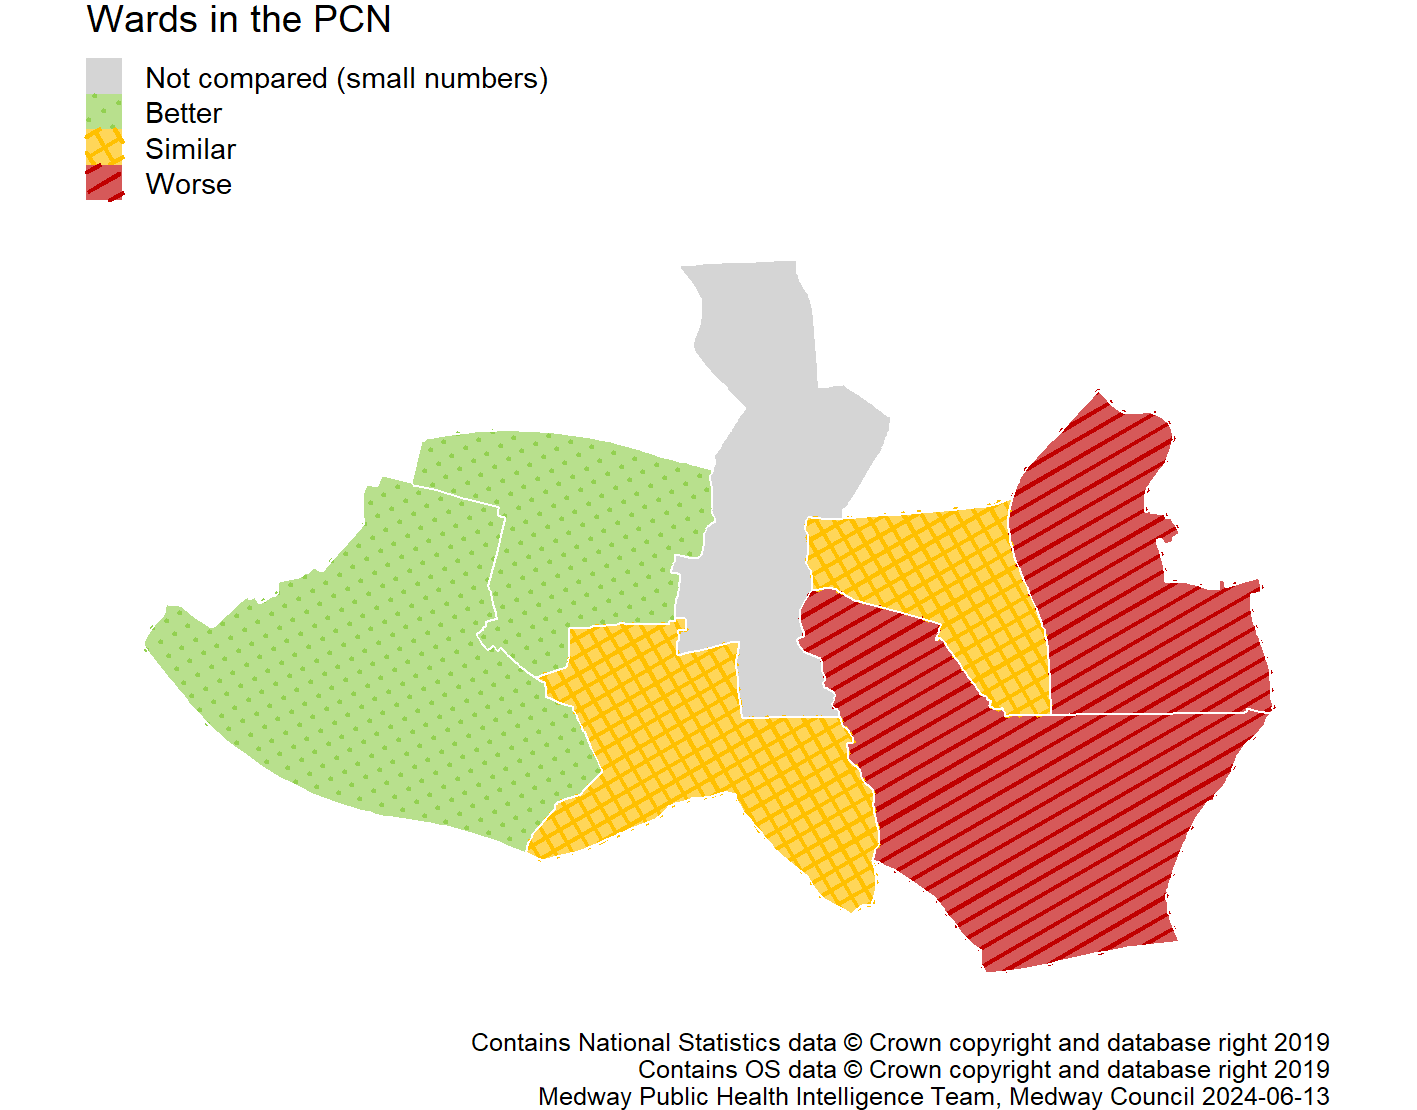 Wards in the PCN
Not compared (small numbers)
Better
Similar
Worse
Contains National Statistics data © Crown copyright and database right 2019
Contains OS data © Crown copyright and database right 2019
Medway Public Health Intelligence Team, Medway Council 2024-06-13